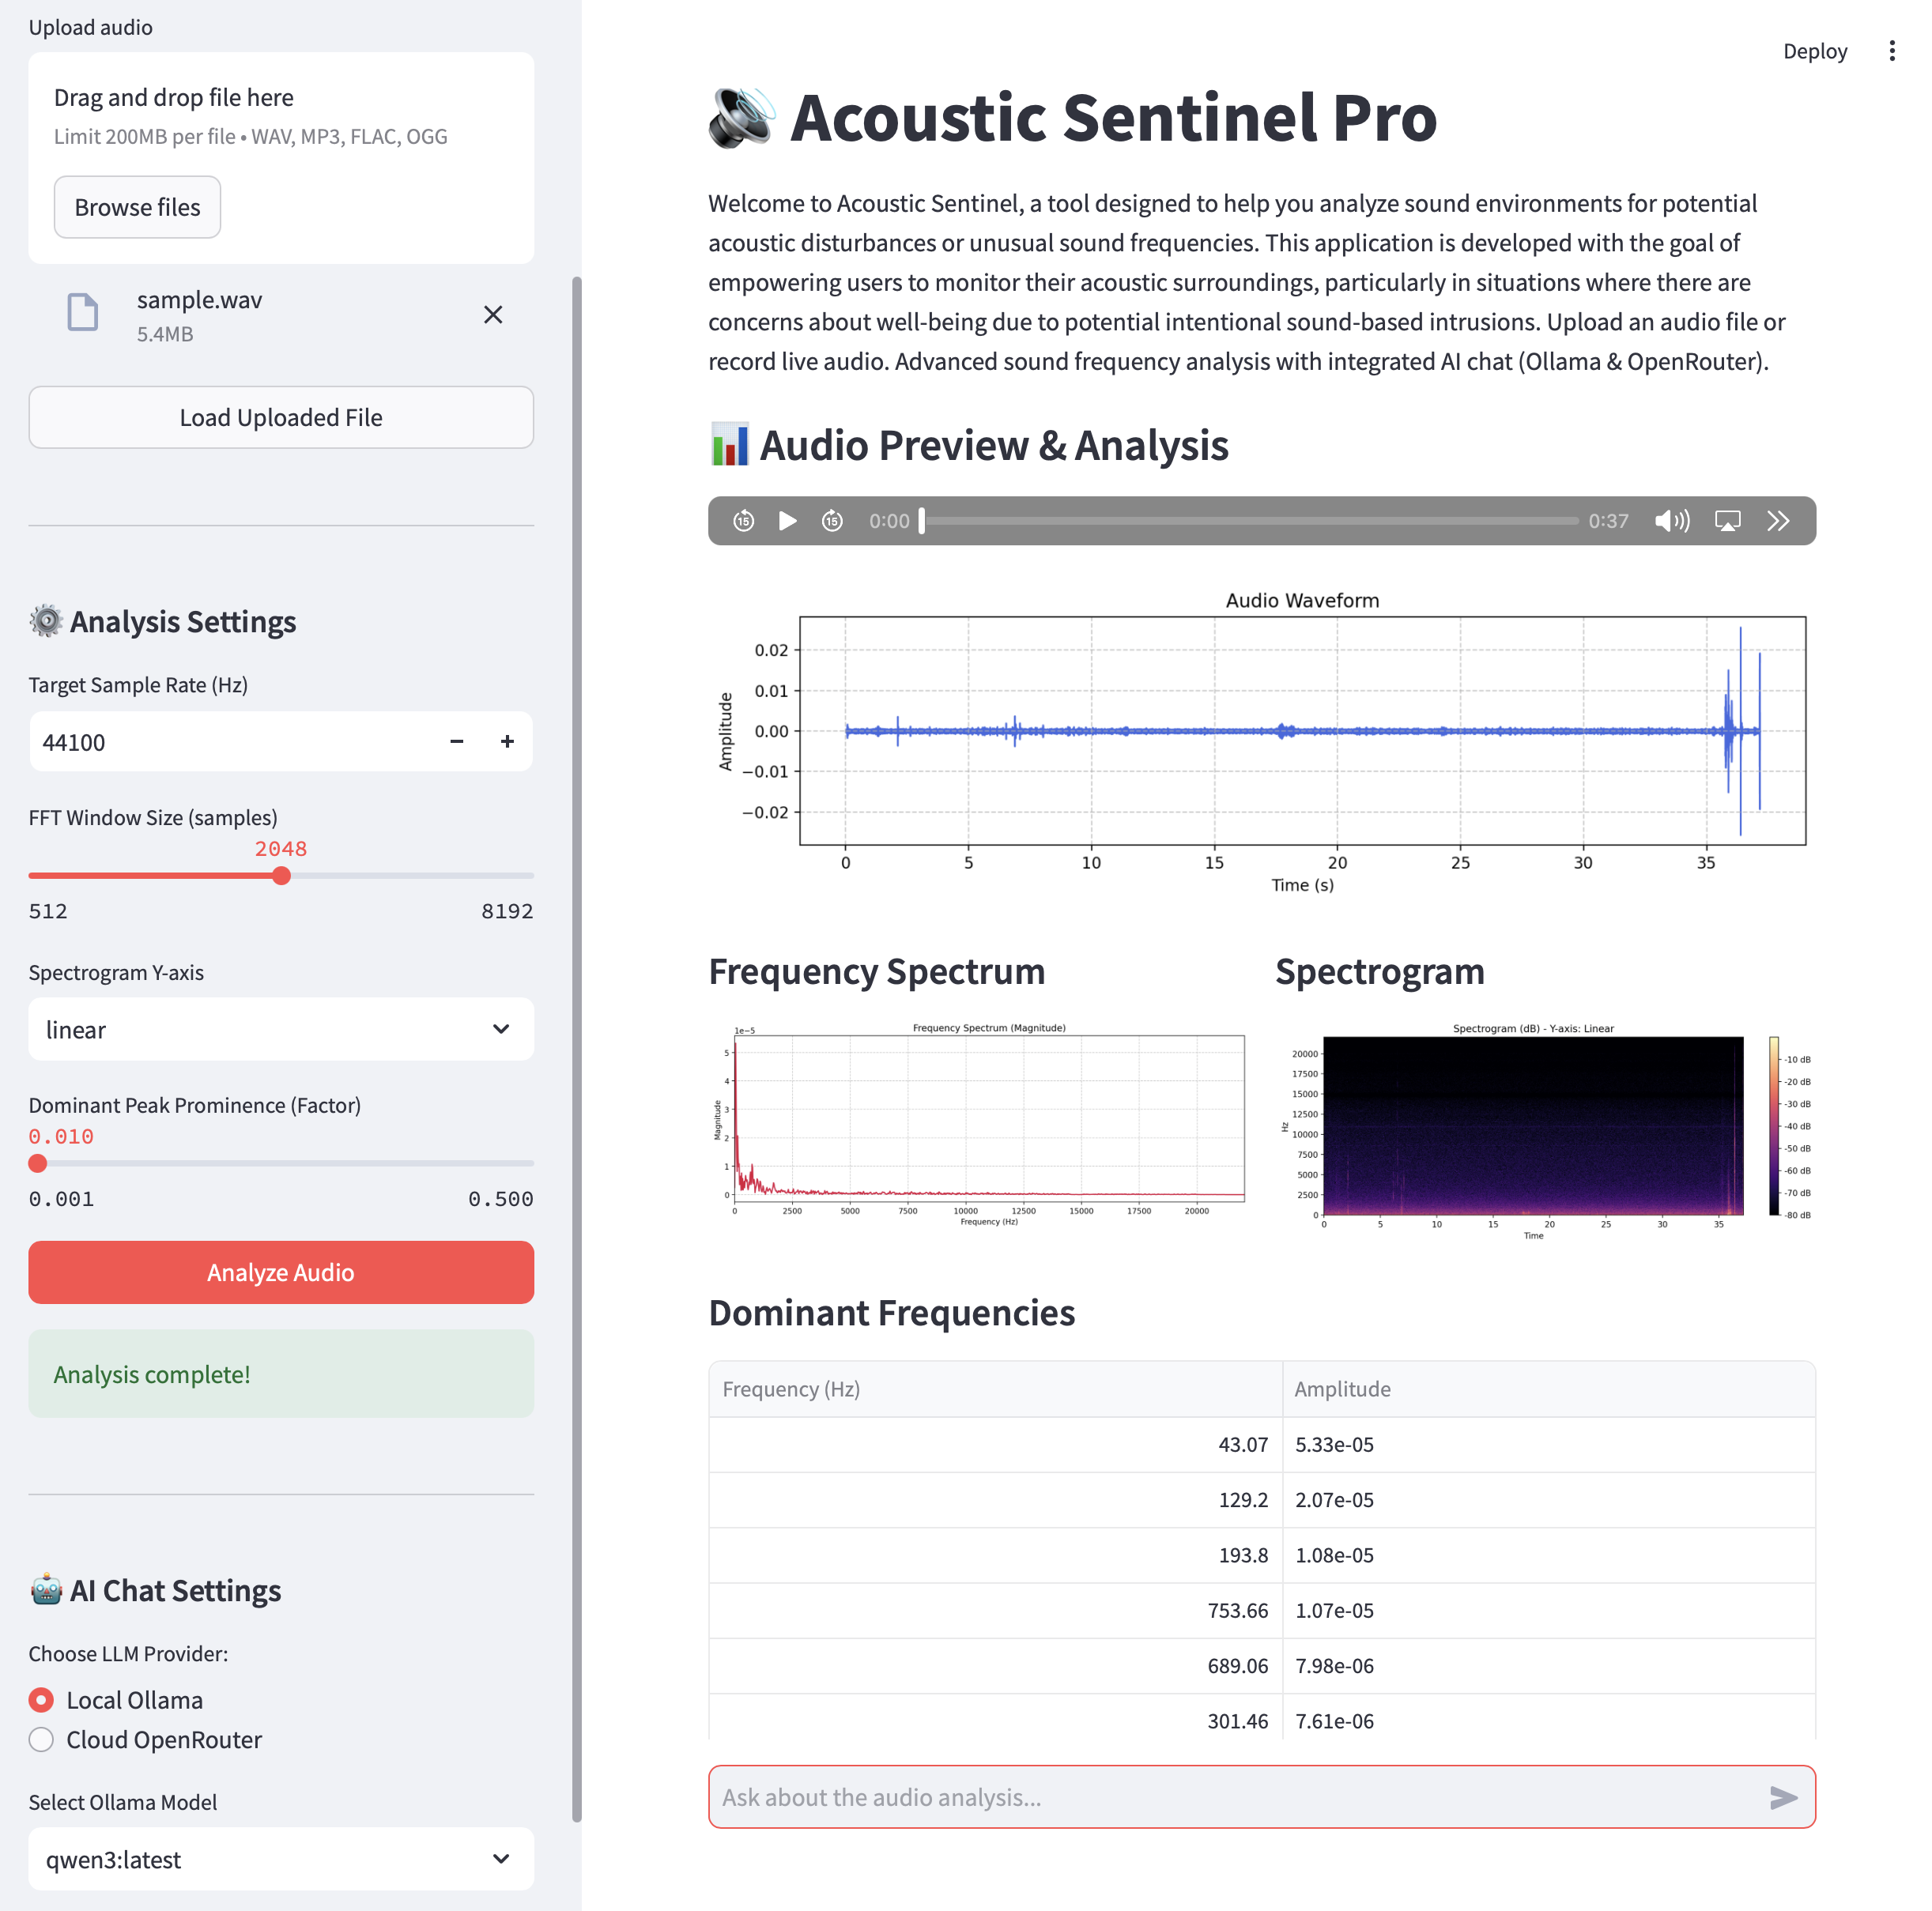 Upload audio
Drag and drop file here
Limit 200MB per file • WAV, MP3, FLAC, OGG
Browse files
sample.wav
5.4MB
Load Uploaded File
Analysis Settings
Target Sample Rate (Hz)
44100
− +
FFT Window Size (samples)
2048
512 8192
Spectrogram Y-axis
linear
Dominant Peak Prominence (Factor)
0.010
0.001 0.500
Analyze Audio
Analysis complete!
AI Chat Settings
Choose LLM Provider:
Local Ollama
Cloud OpenRouter
Select Ollama Model
qwen3:latest
Deploy
Acoustic Sentinel Pro
Welcome to Acoustic Sentinel, a tool designed to help you analyze sound environments for potential
acoustic disturbances or unusual sound frequencies. This application is developed with the goal of
empowering users to monitor their acoustic surroundings, particularly in situations where there are
concerns about well-being due to potential intentional sound-based intrusions. Upload an audio file or
record live audio. Advanced sound frequency analysis with integrated AI chat (Ollama & OpenRouter).
Audio Preview & Analysis
15 15 0:00 0:37
Audio Waveform
Amplitude
0.02
0.01
0.00
−0.01
−0.02
0 5 10 15 20 25 30 35
Time (s)
Frequency Spectrum
1e−5
Frequency Spectrum (Magnitude)
Magnitude
5
4
3
2
1
0
0 2500 5000 7500 10000 12500 15000 17500 20000
Frequency (Hz)
Spectrogram
Spectrogram (dB) - Y-axis: Linear
Hz
20000
17500
15000
12500
10000
7500
5000
2500
0
0 5 10 15 20 25 30 35
Time
-10 dB
-20 dB
-30 dB
-40 dB
-50 dB
-60 dB
-70 dB
-80 dB
Dominant Frequencies
Frequency (Hz) Amplitude
43.07 5.33e-05
129.2 2.07e-05
193.8 1.08e-05
753.66 1.07e-05
689.06 7.98e-06
301.46 7.61e-06
Ask about the audio analysis...